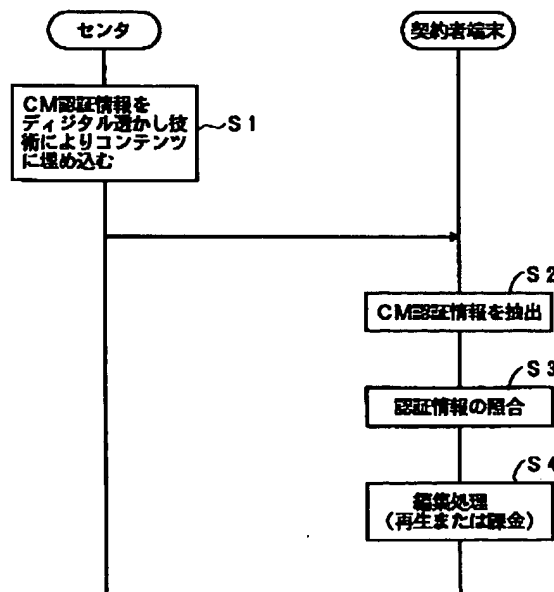 センタ
契約者端末
CM認証情報を
ディジタル透かし技
術によりコンテンツ
に埋め込む
S1
S2
CM認証情報を抽出
S3
認証情報の照合
S4
編集処理
（再生または課金）